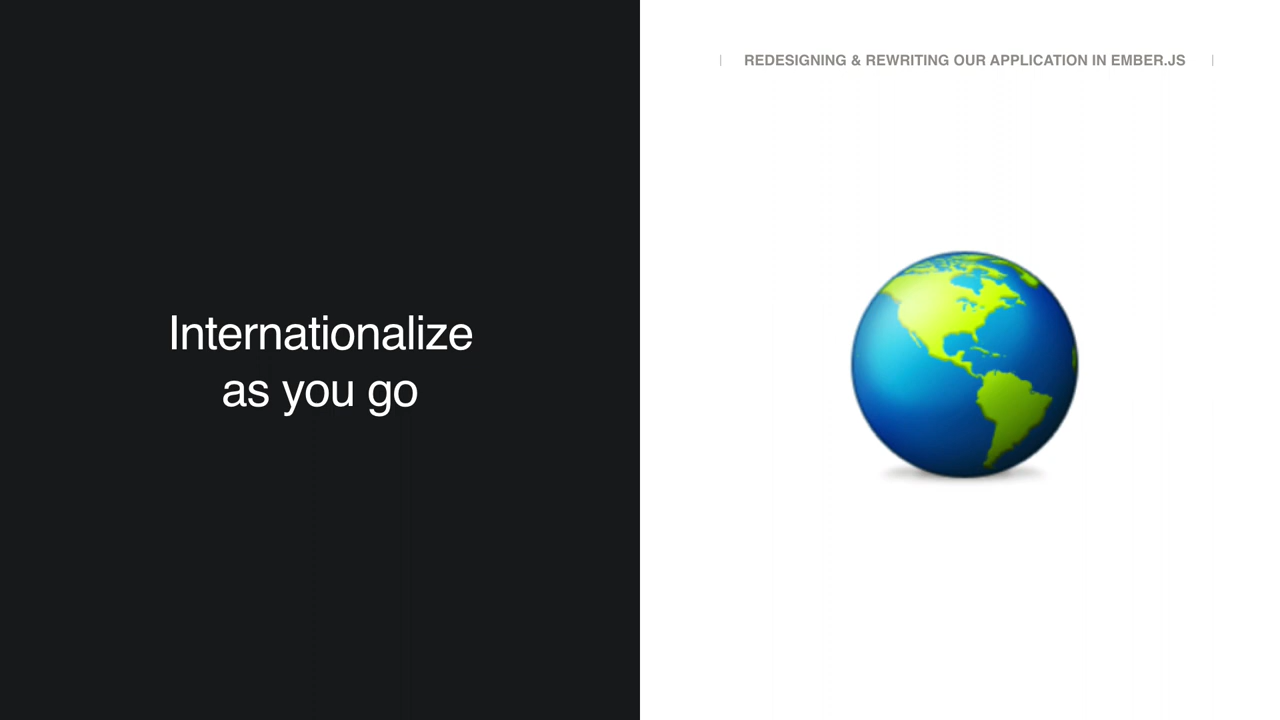 Internationalize
as you go
REDESIGNING & REWRITING OUR APPLICATION IN EMBER.JS